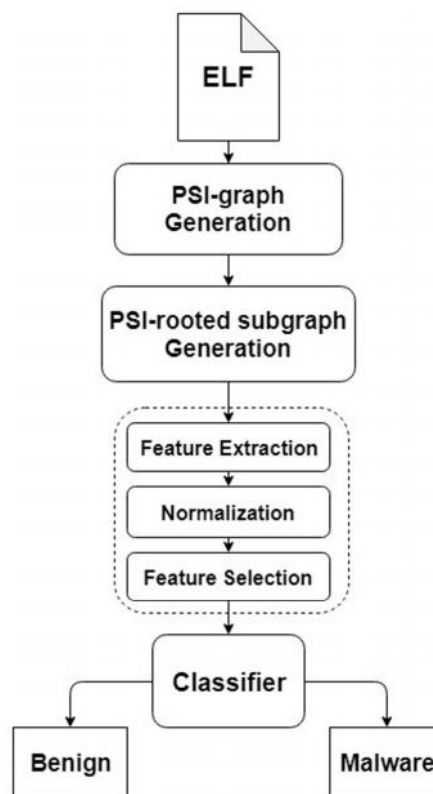 ELF
PSI-graph
Generation
PSI-rooted subgraph
Generation
Feature Extraction
Normalization
Feature Selection
Classifier
Benign
Malware